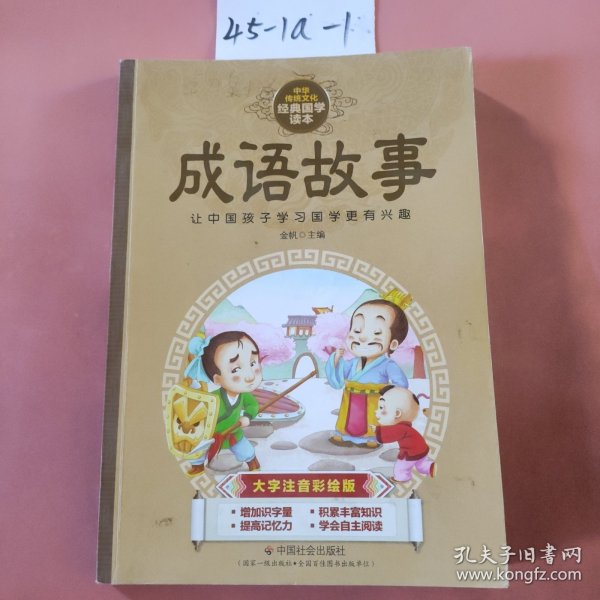 45-1a-1
中华
传统文化
经典国学
读本
成语故事
让中国孩子学习国学更有兴趣
金帆○主编
大字注音彩绘版
·增加识字量 ·积累丰富知识
·提高记忆力 ·学会自主阅读
中国社会出版社
(国家一级出版社★全国百佳图书出版单位)
孔夫子旧书网
www.kongfz.com